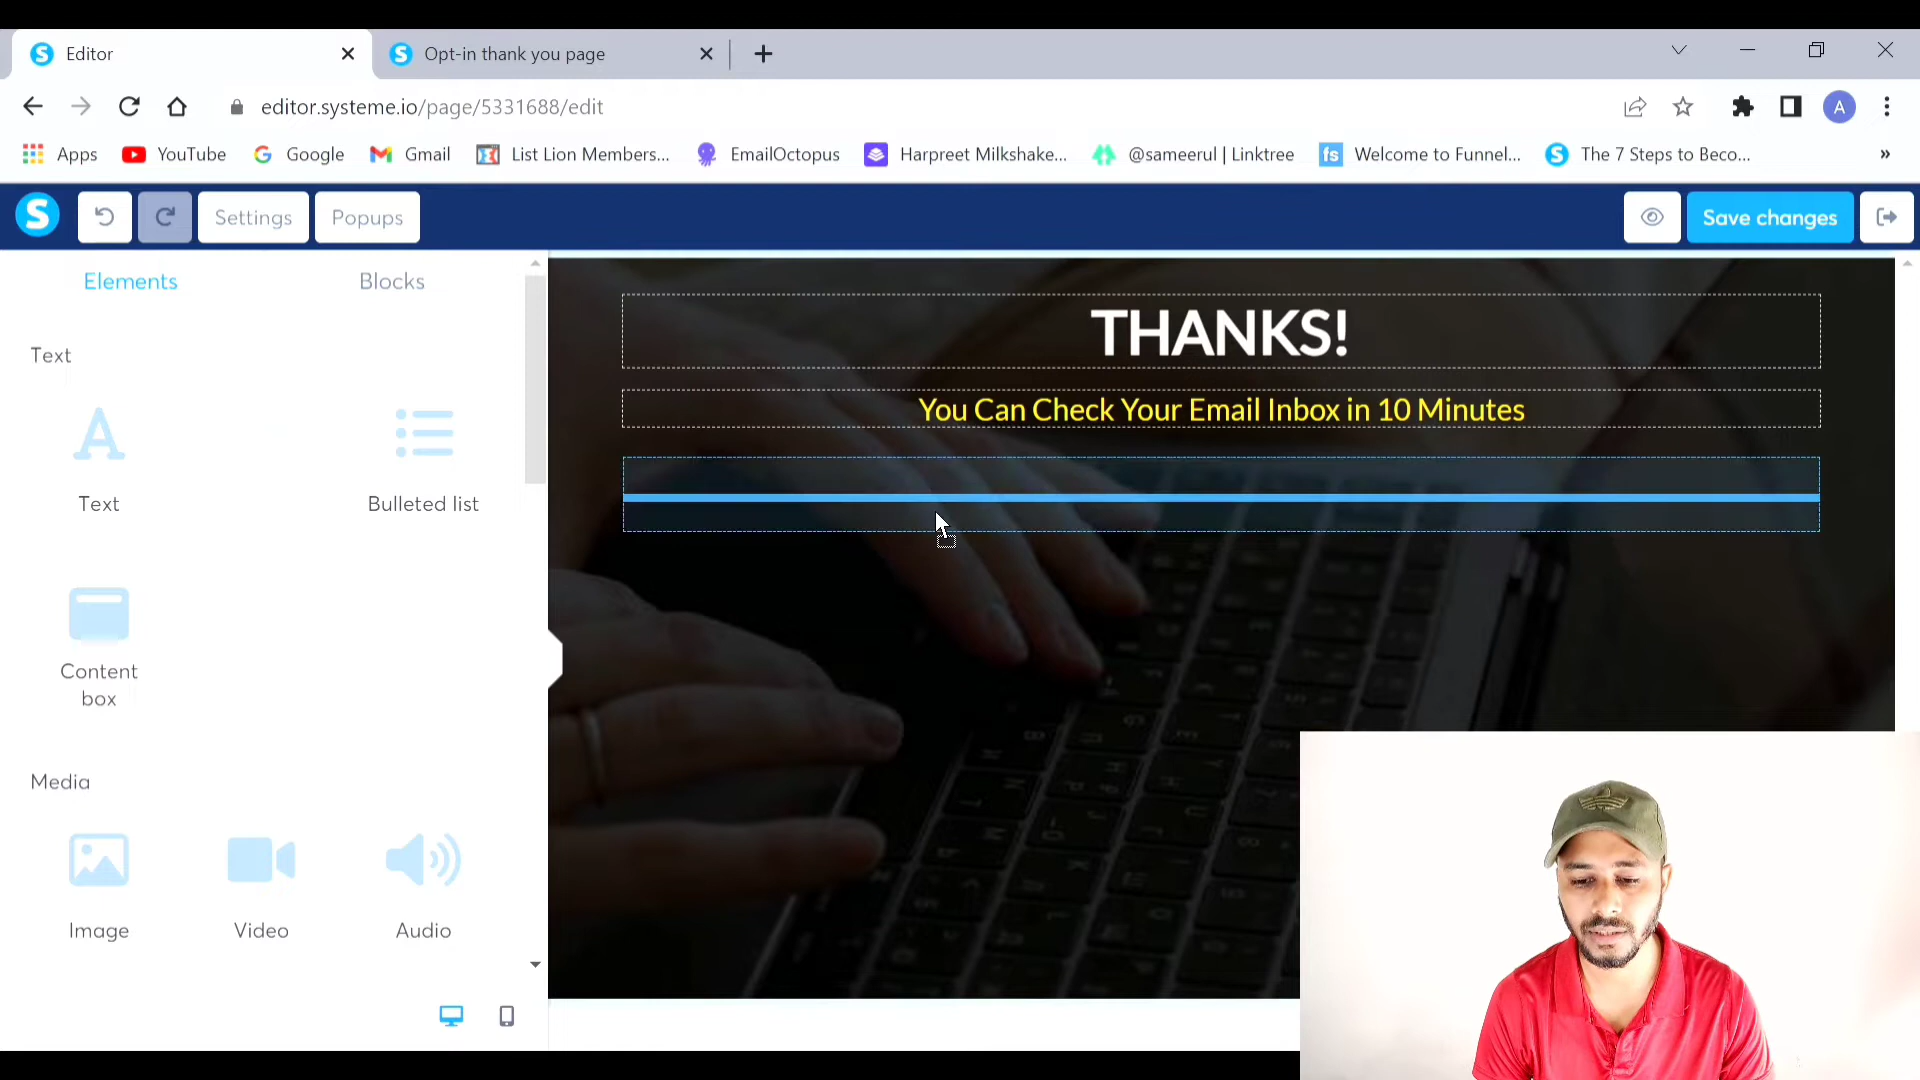 Editor
Opt-in thank you page
editor.systeme.io/page/5331688/edit
A
Apps
YouTube
Google
Gmail
List Lion Members...
EmailOctopus
Harpreet Milkshake...
@sameerul | Linktree
fs
Welcome to Funnel...
The 7 Steps to Beco...
»
Settings
Popups
Save changes
Elements
Blocks
Text
Text
Bulleted list
Content
box
Media
Image
Video
Audio
THANKS!
You Can Check Your Email Inbox in 10 Minutes